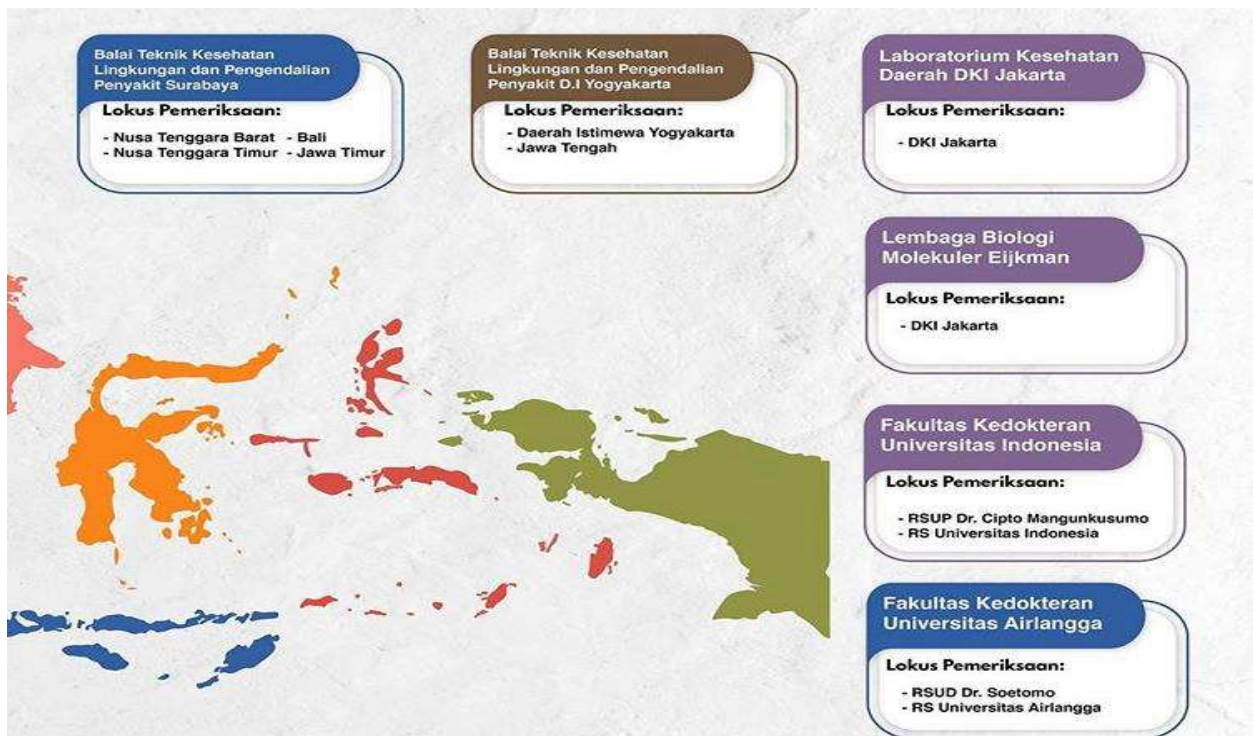 Balai Teknik Kesehatan
Lingkungan dan Pengendalian
Penyakit Surabaya
Lokus Pemeriksaan:
- Nusa Tenggara Barat - Bali
- Nusa Tenggara Timur - Jawa Timur
Balai Teknik Kesehatan
Lingkungan dan Pengendalian
Penyakit D.I Yogyakarta
Lokus Pemeriksaan:
- Daerah Istimewa Yogyakarta
- Jawa Tengah
Laboratorium Kesehatan
Daerah DKI Jakarta
Lokus Pemeriksaan:
- DKI Jakarta
Lembaga Biologi
Molekuler Eijkman
Lokus Pemeriksaan:
- DKI Jakarta
Fakultas Kedokteran
Universitas Indonesia
Lokus Pemeriksaan:
- RSUP Dr. Cipto Mangunkusumo
- RS Universitas Indonesia
Fakultas Kedokteran
Universitas Airlangga
Lokus Pemeriksaan:
- RSUD Dr. Soetomo
- RS Universitas Airlangga